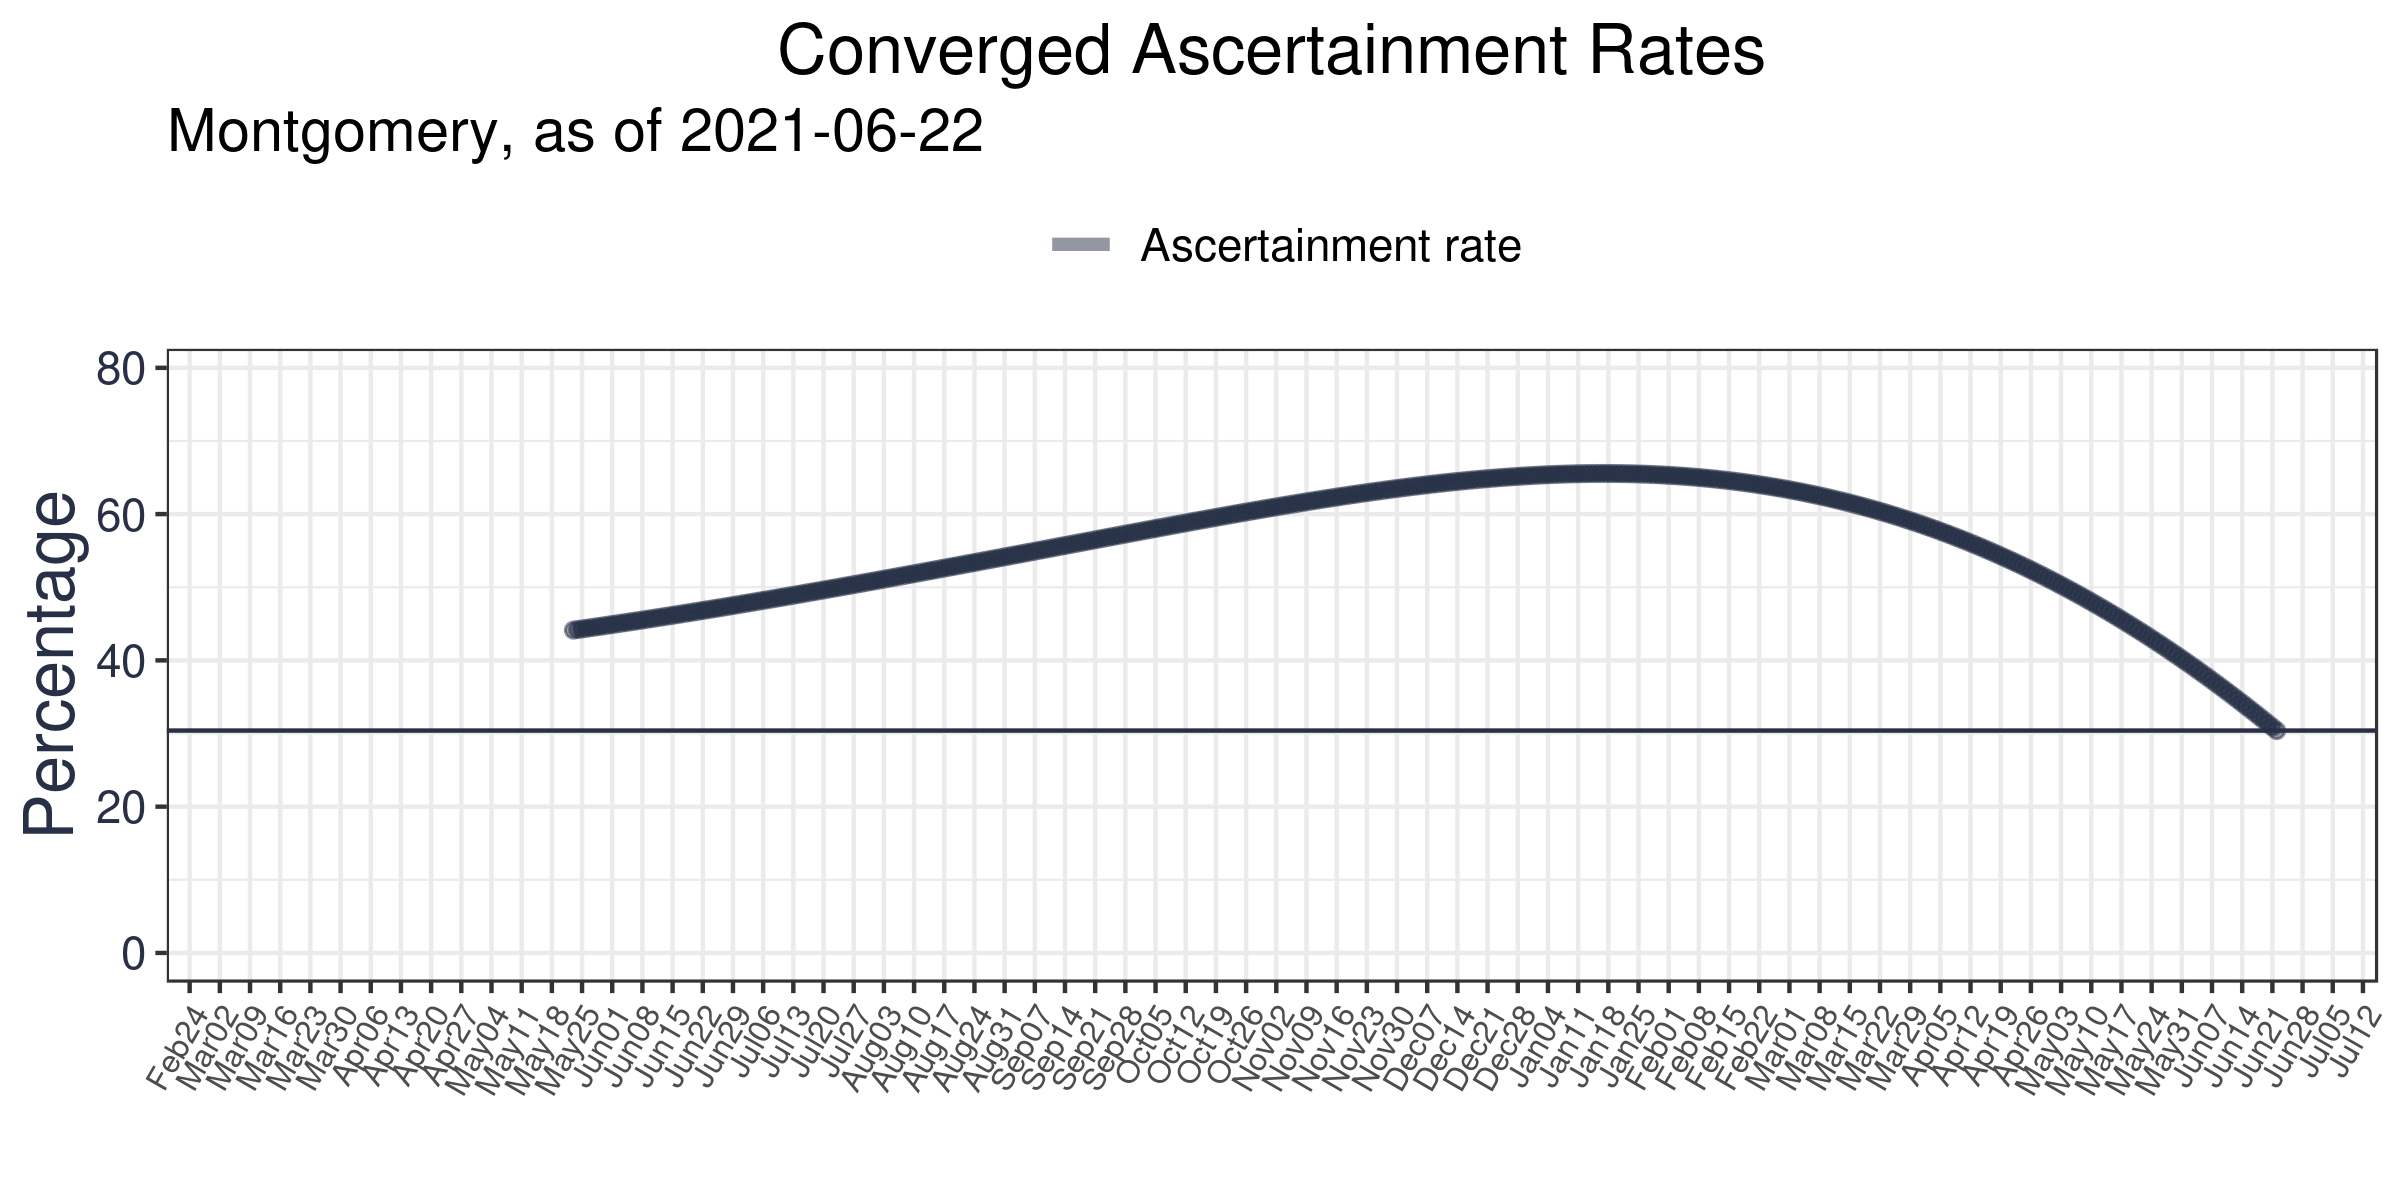 Converged Ascertainment Rates
Montgomery, as of 2021-06-22
Ascertainment rate
Percentage
80
60
40
20
0
Feb24
Mar02
Mar09
Mar16
Mar23
Mar30
Apr06
Apr13
Apr20
Apr27
May04
May11
May18
May25
Jun01
Jun08
Jun15
Jun22
Jun29
Jul06
Jul13
Jul20
Jul27
Aug03
Aug10
Aug17
Aug24
Aug31
Sep07
Sep14
Sep21
Sep28
Oct05
Oct12
Oct19
Oct26
Nov02
Nov09
Nov16
Nov23
Nov30
Dec07
Dec14
Dec21
Dec28
Jan04
Jan11
Jan18
Jan25
Feb01
Feb08
Feb15
Feb22
Mar01
Mar08
Mar15
Mar22
Mar29
Apr05
Apr12
Apr19
Apr26
May03
May10
May17
May24
May31
Jun07
Jun14
Jun21
Jun28
Jul05
Jul12